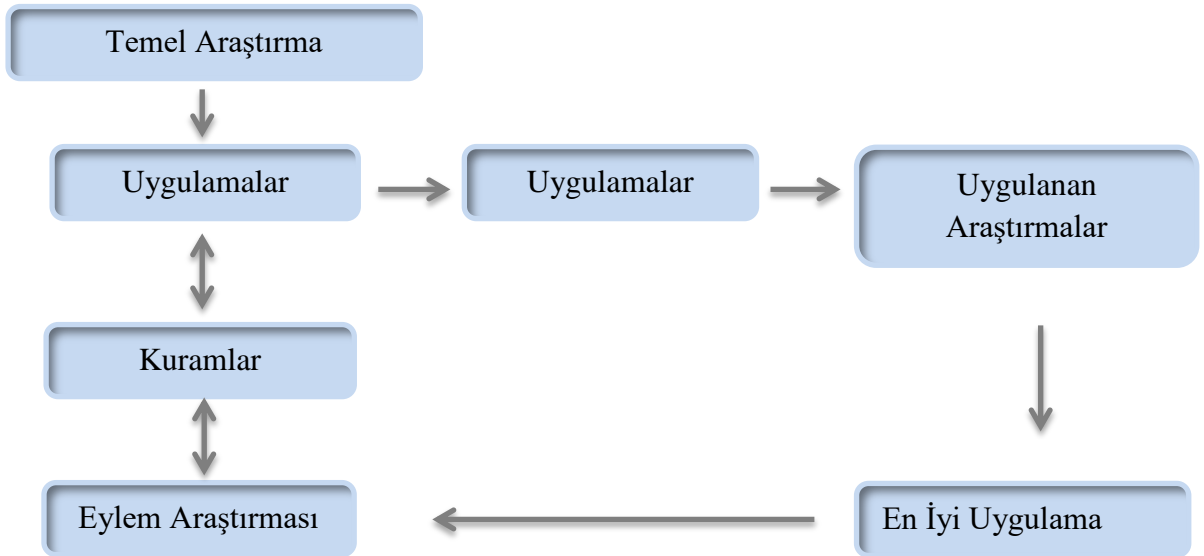 Temel Araştırma
Uygulamalar
Uygulamalar
Uygulanan
Araştırmalar
Kuramlar
Eylem Araştırması
En İyi Uygulama